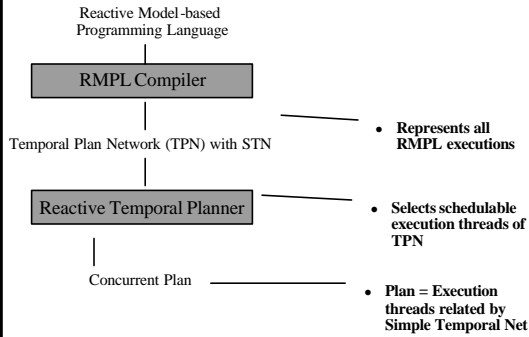 Reactive Model-based
Programming Language
RMPL Compiler
Temporal Plan Network (TPN) with STN
• Represents all
RMPL executions
Reactive Temporal Planner
• Selects schedulable
execution threads of
TPN
Concurrent Plan
• Plan = Execution
threads related by
Simple Temporal Net